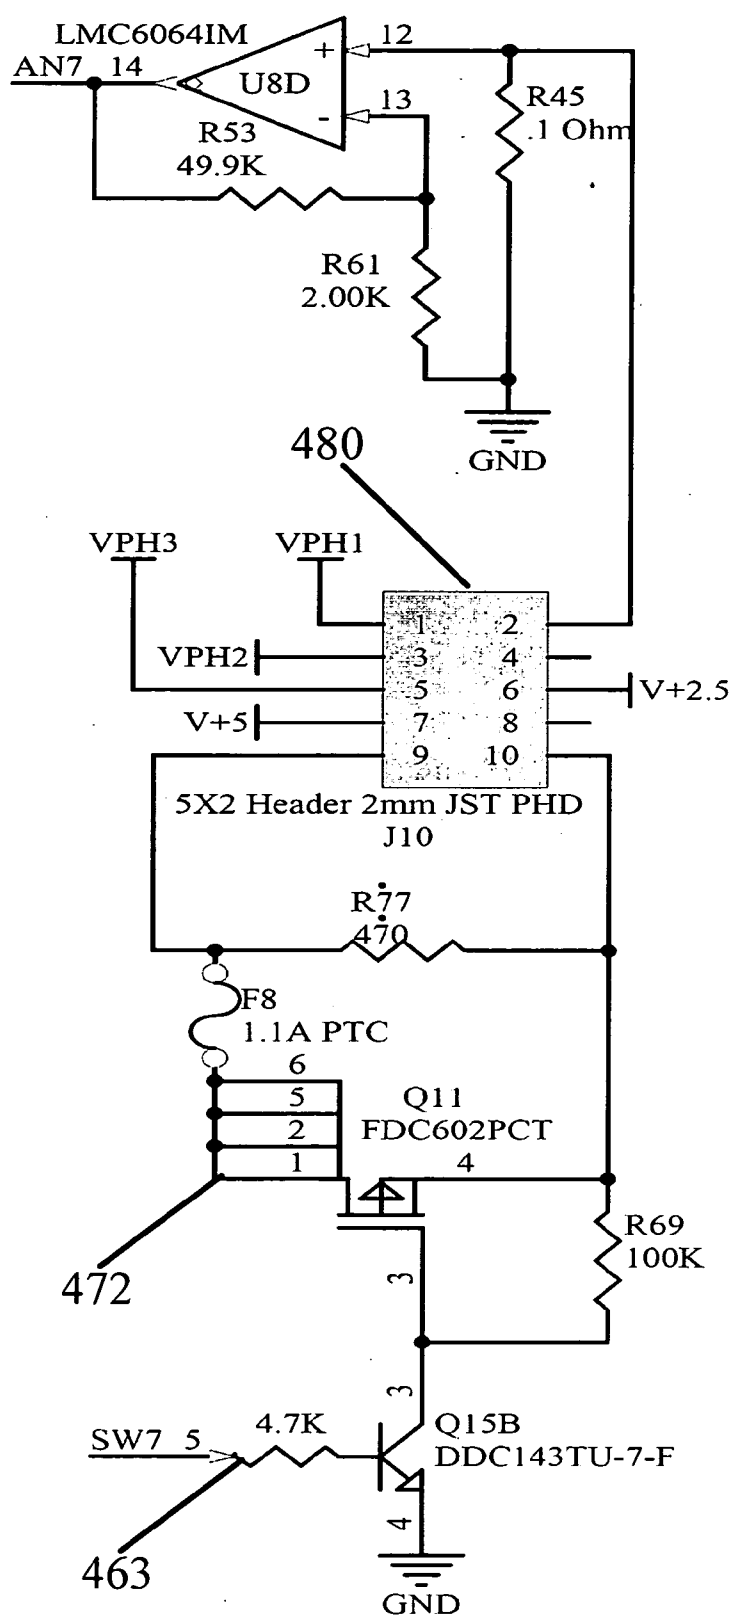 LMC6064IM
AN7 14
U8D
+ 12
- 13
R45
.1 Ohm
R53
49.9K
R61
2.00K
GND
480
VPH3
VPH1
1 2
VPH2 3 4
5 6 V+2.5
V+5 7 8
9 10
5X2 Header 2mm JST PHD
J10
R77
470
F8
1.1A PTC
6
5
2
1
Q11
FDC602PCT
4
472
R69
100K
3
3
SW7 5
4.7K
Q15B
DDC143TU-7-F
4
463
GND